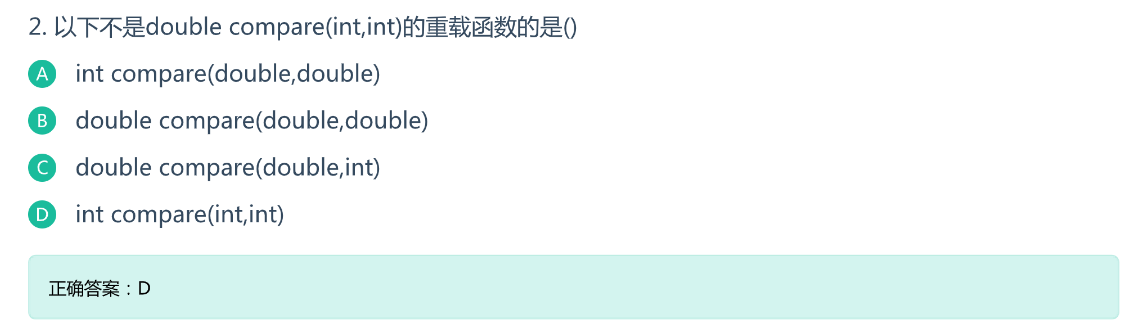 2. 以下不是double compare(int,int)的重载函数的是()
A int compare(double,double)
B double compare(double,double)
C double compare(double,int)
D int compare(int,int)
正确答案：D